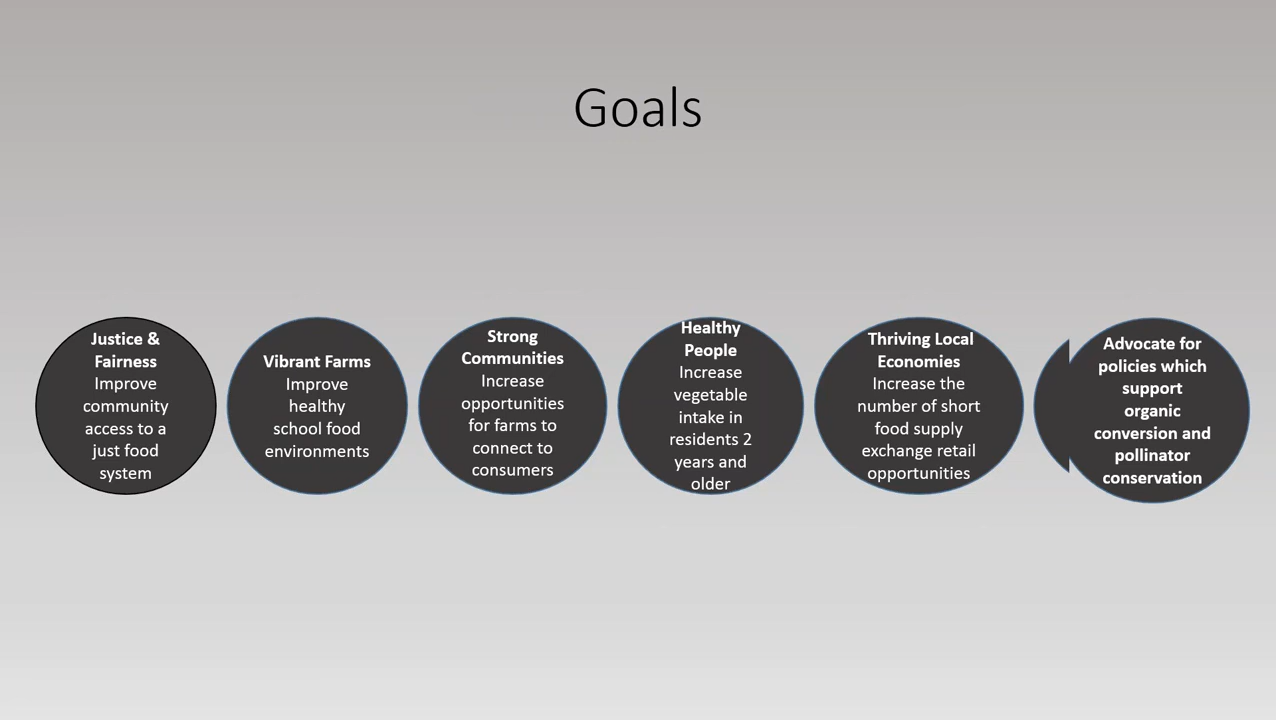 Goals
Justice &
Fairness
Improve
community
access to a
just food
system
Vibrant Farms
Improve
healthy
school food
environments
Strong
Communities
Increase
opportunities
for farms to
connect to
consumers
Healthy
People
Increase
vegetable
intake in
residents 2
years and
older
Thriving Local
Economies
Increase the
number of short
food supply
exchange retail
opportunities
Advocate for
policies which
support
organic
conversion and
pollinator
conservation